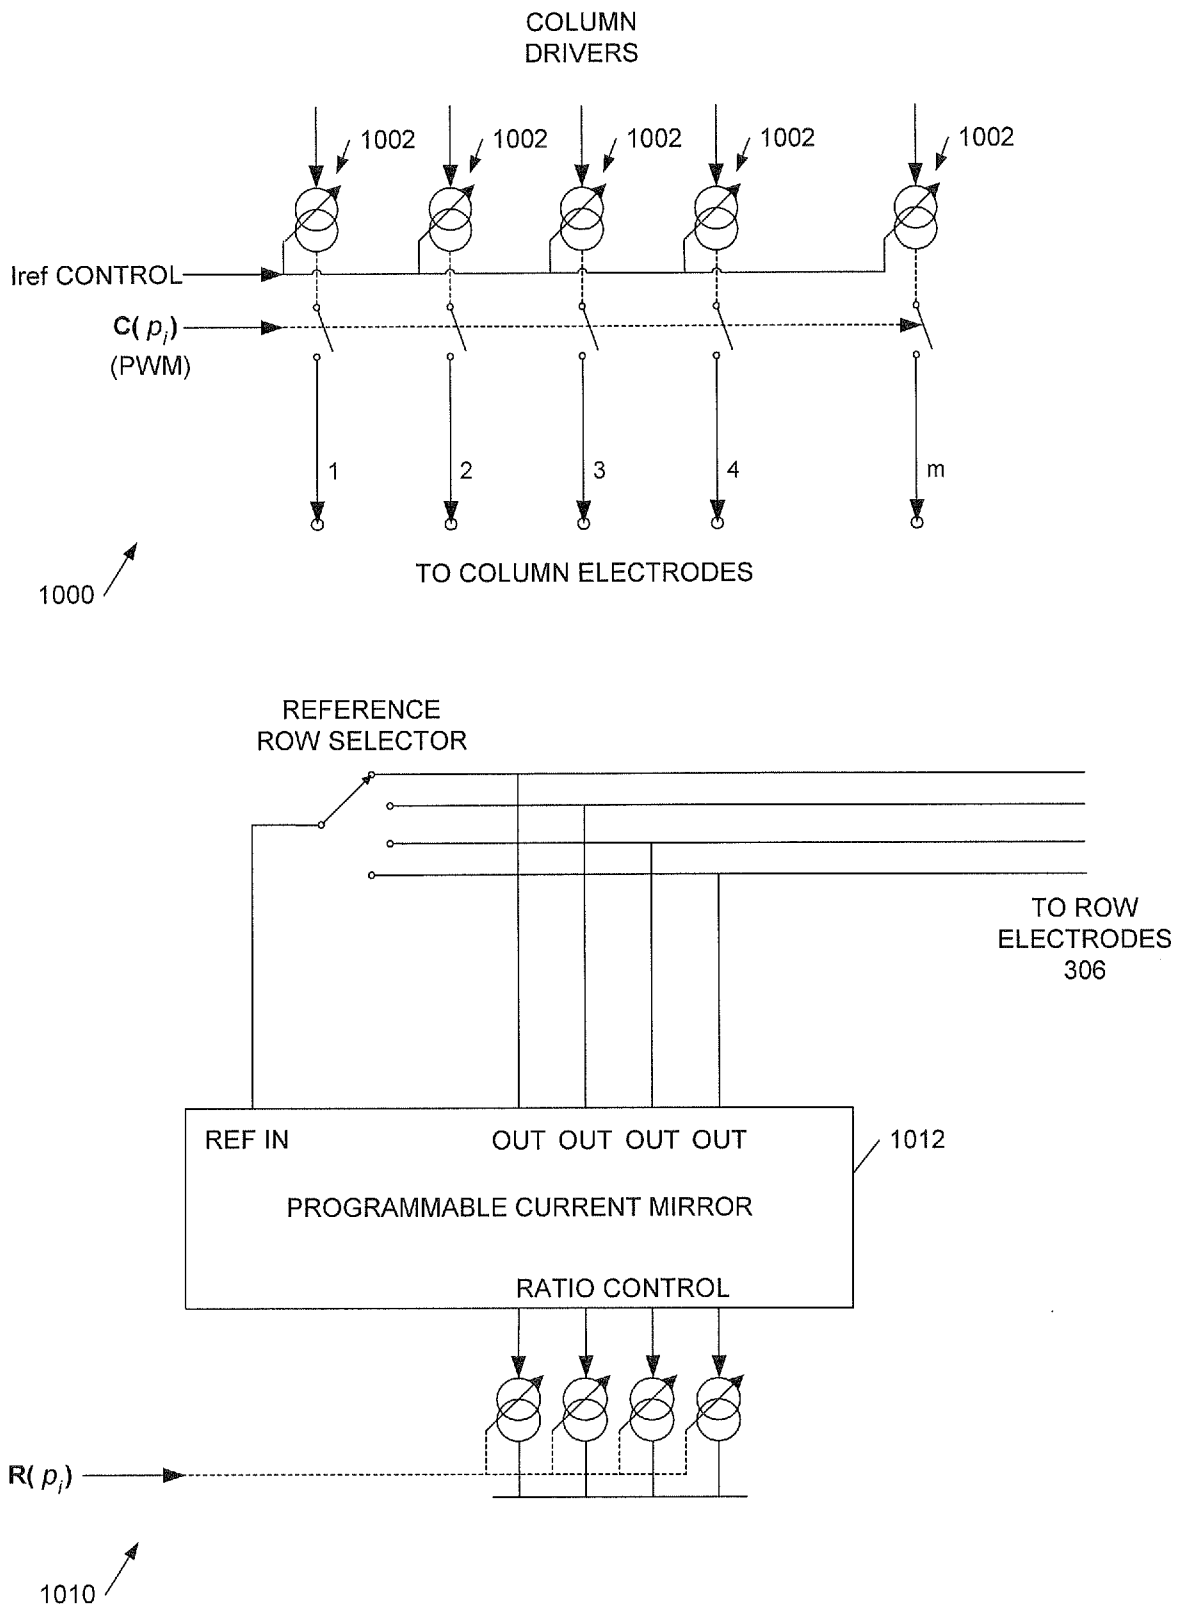 COLUMN
DRIVERS
1002 1002 1002 1002 1002
Iref CONTROL
C( pi)
(PWM)
1 2 3 4 m
TO COLUMN ELECTRODES
1000
REFERENCE
ROW SELECTOR
TO ROW
ELECTRODES
306
REF IN OUT OUT OUT OUT
1012
PROGRAMMABLE CURRENT MIRROR
RATIO CONTROL
R( pi)
1010